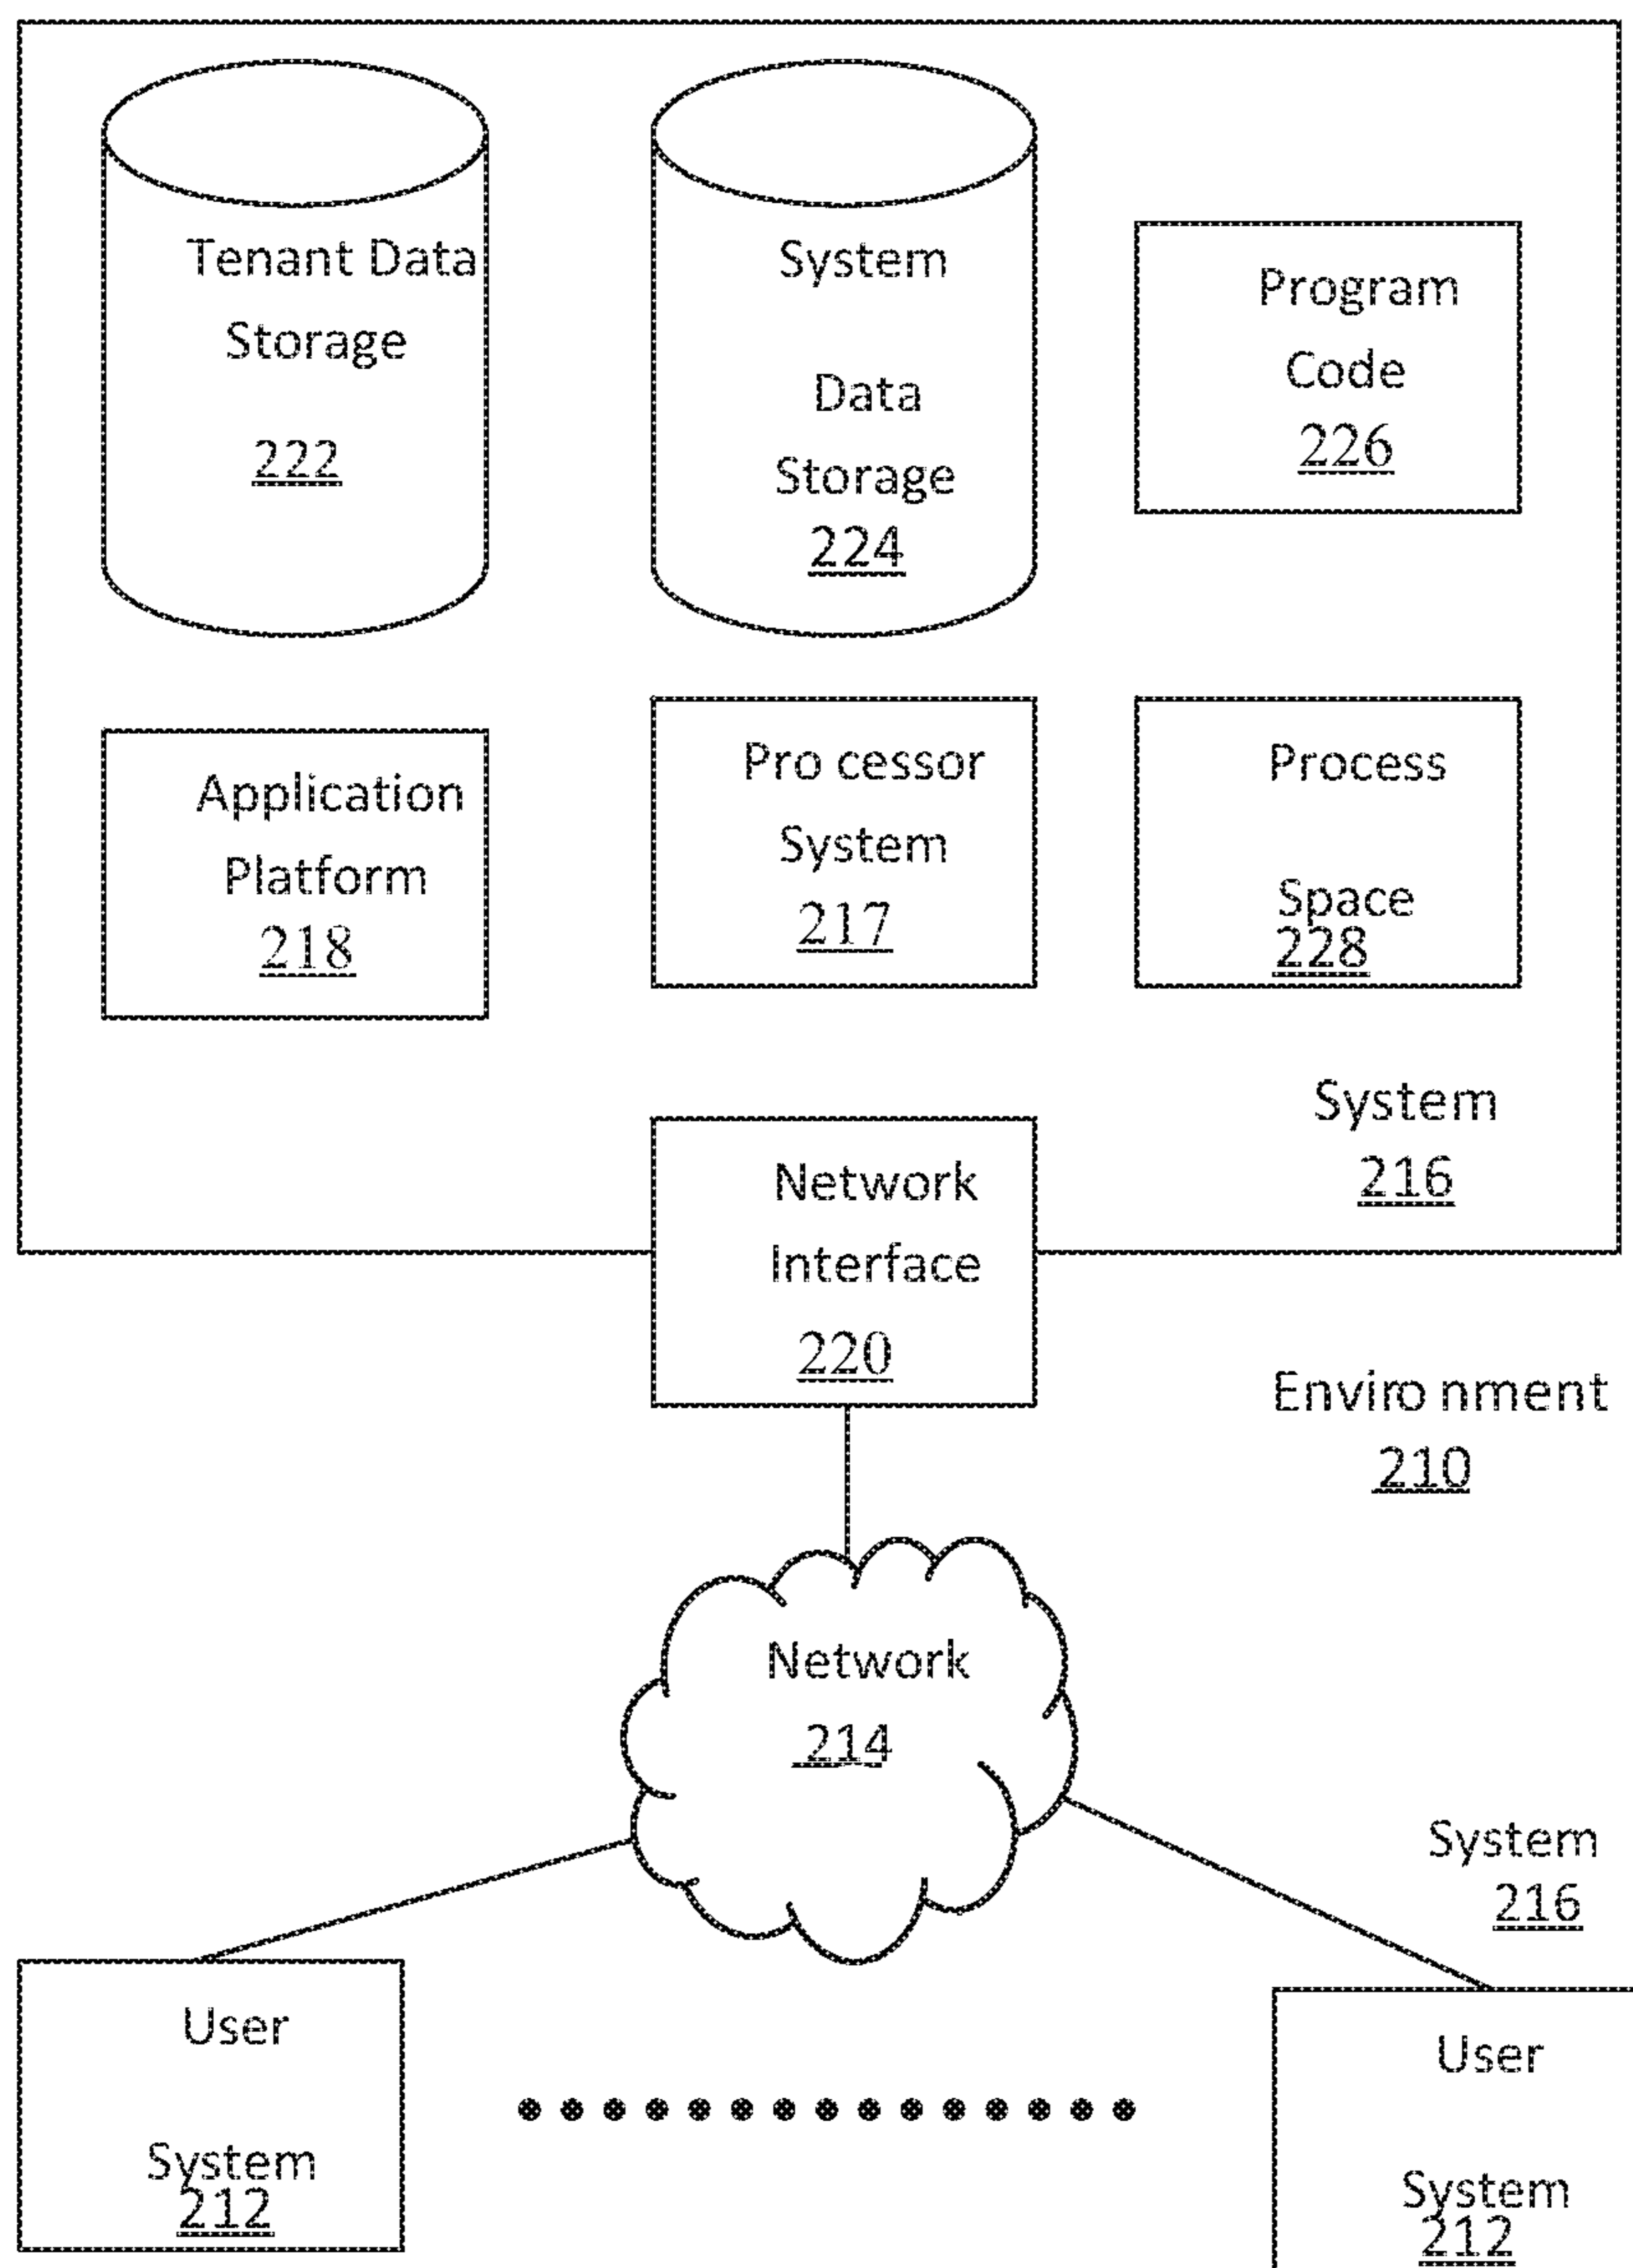 Tenant Data
Storage
222
System
Data
Storage
224
Program
Code
226
Application
Platform
218
Pro cessor
System
217
Process
Space
228
System
216
Network
Interface
220
Enviro nment
210
Network
214
System
216
User
System
212
User
System
212